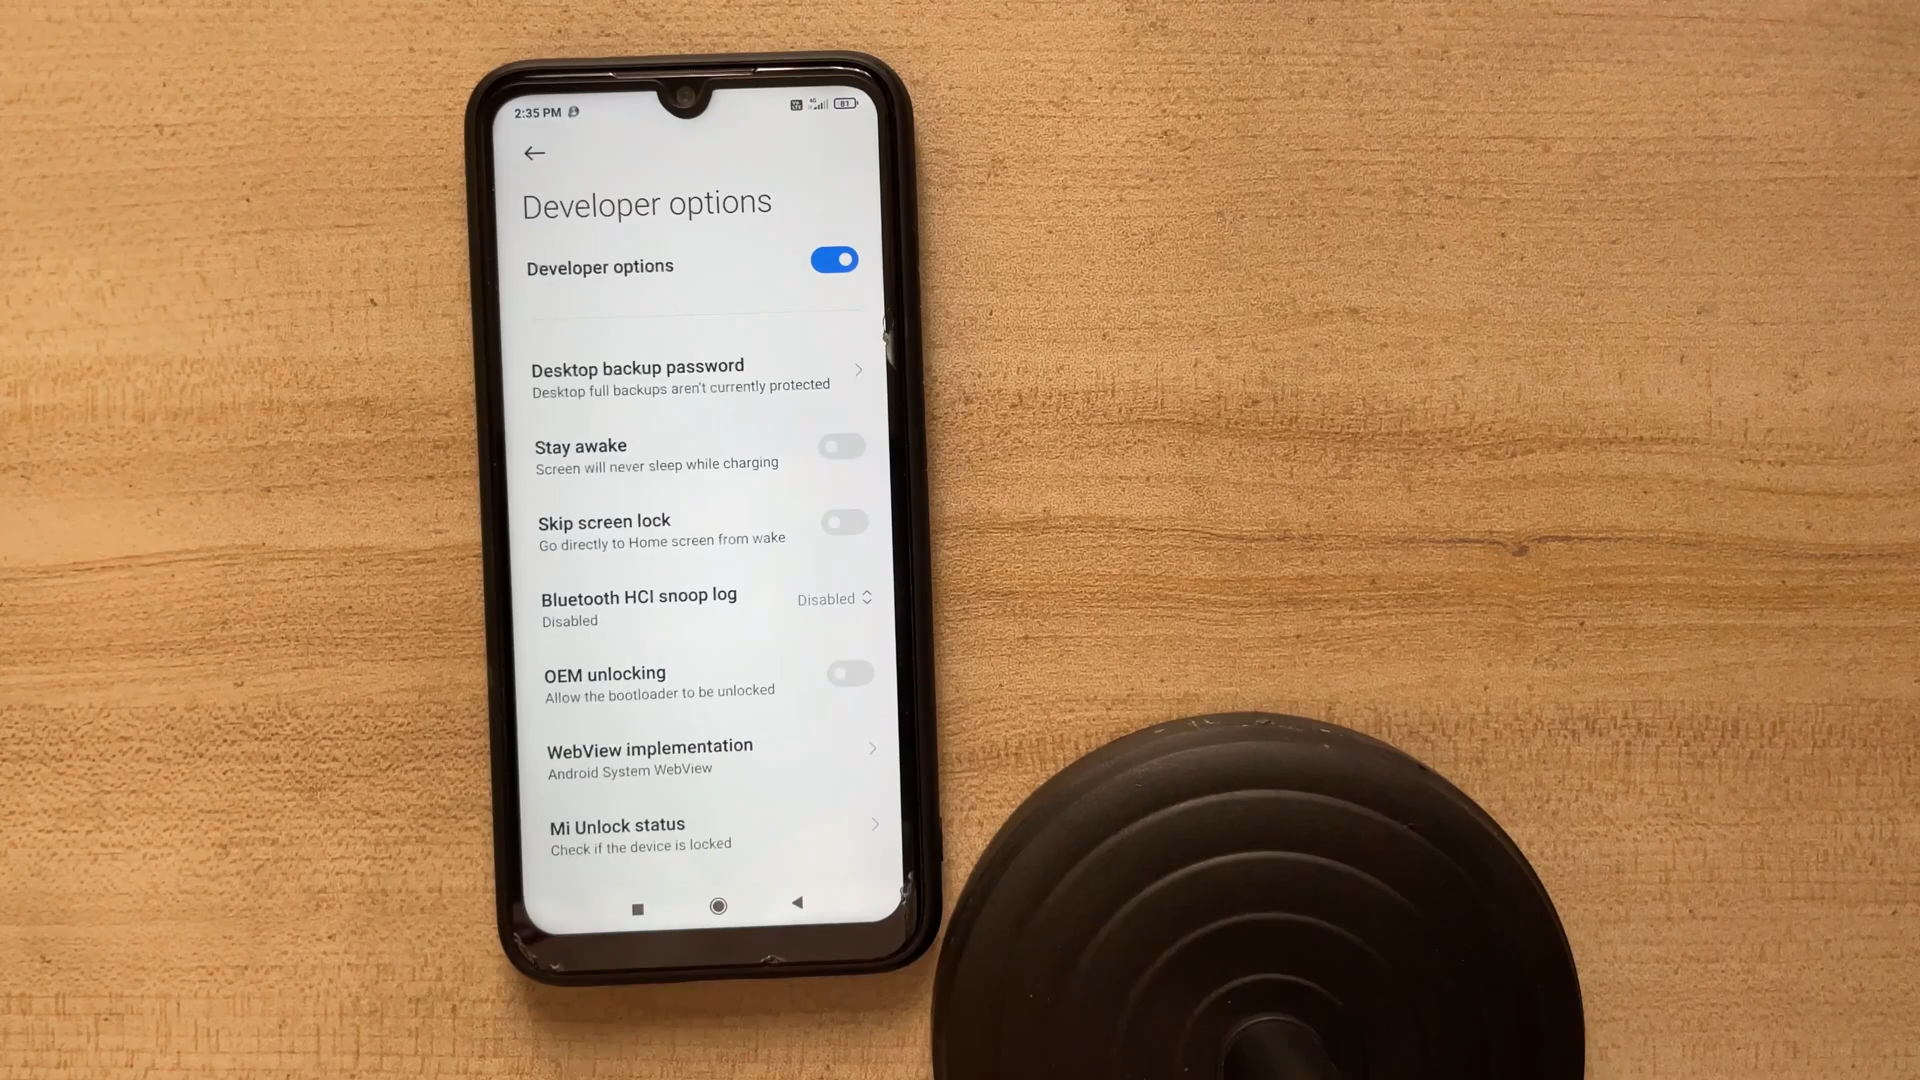 2:35 PM
4G
81
Developer options
Developer options
Desktop backup password
Desktop full backups aren't currently protected
Stay awake
Screen will never sleep while charging
Skip screen lock
Go directly to Home screen from wake
Bluetooth HCI snoop log
Disabled
Disabled
OEM unlocking
Allow the bootloader to be unlocked
WebView implementation
Android System WebView
Mi Unlock status
Check if the device is locked